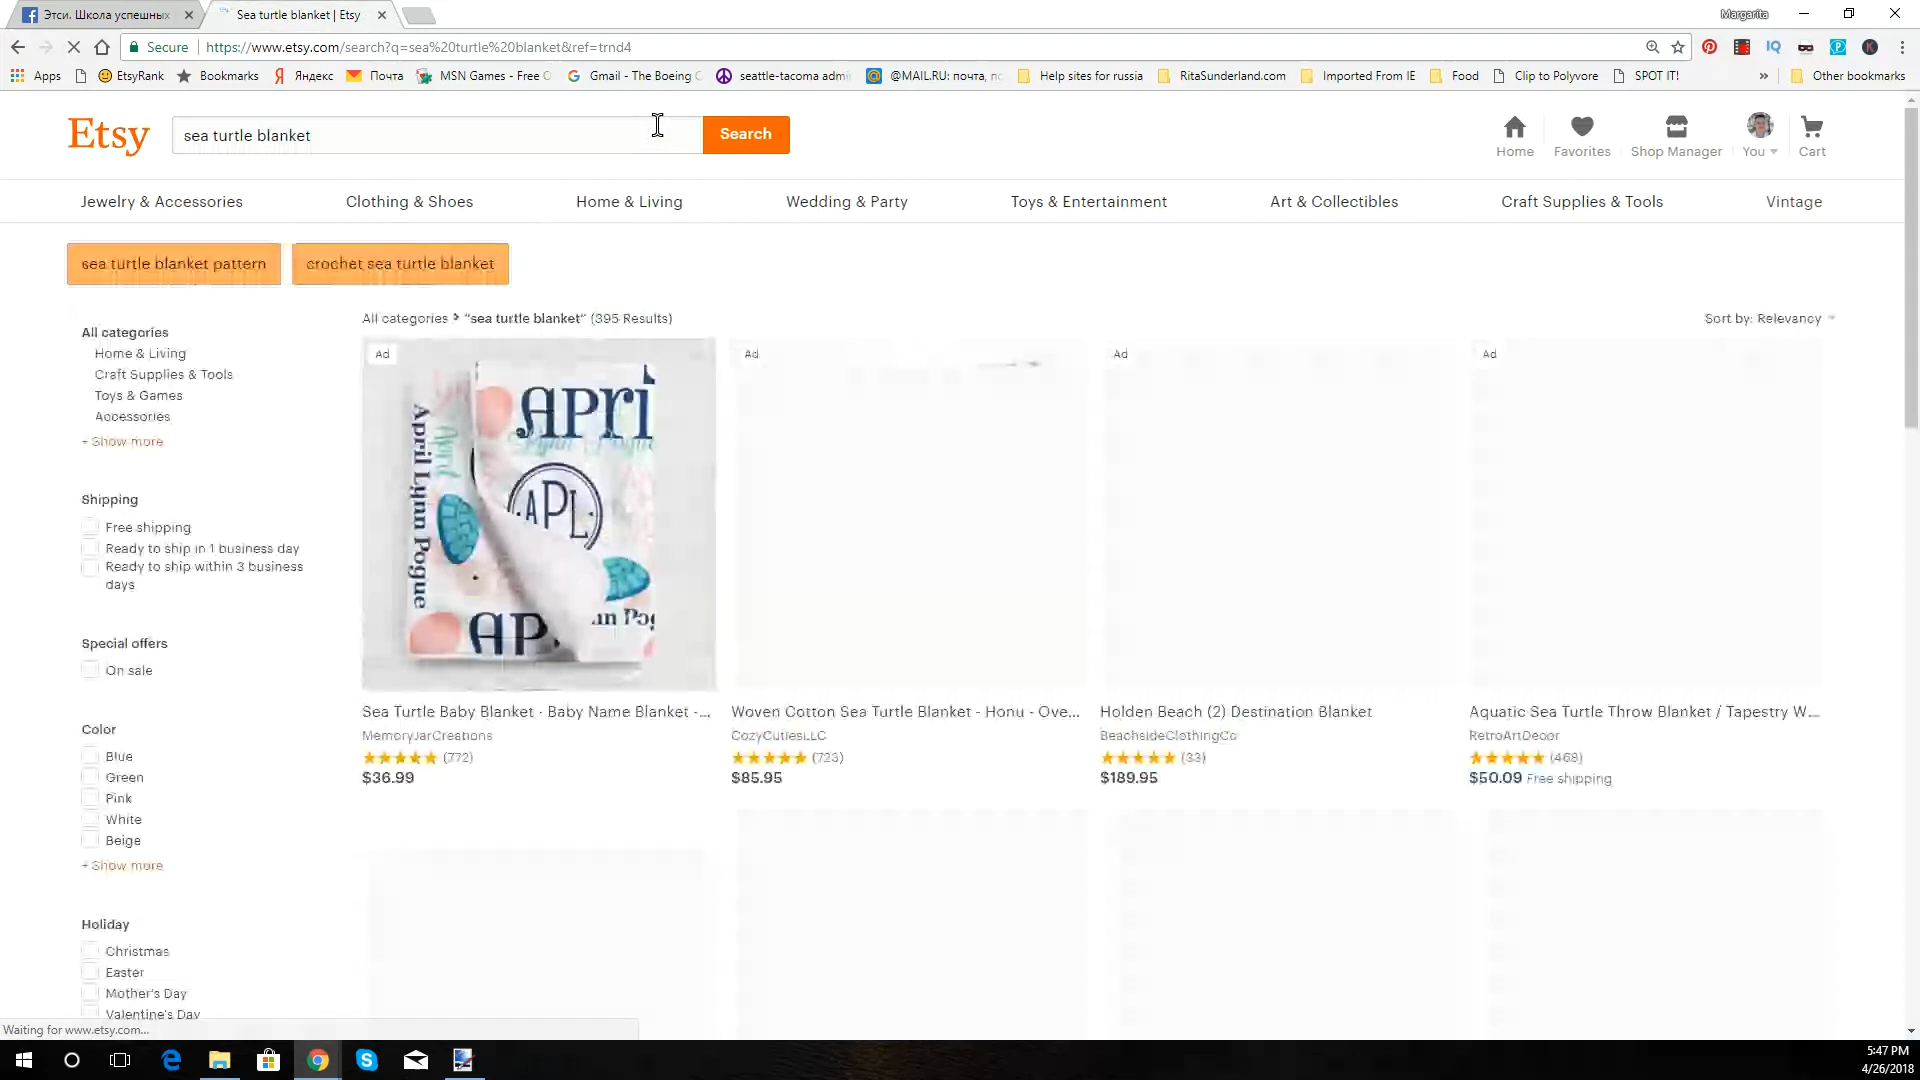 Этси. Школа успешных
Sea turtle blanket | Etsy
Margarita
Secure
https://www.etsy.com/search?q=sea%20turtle%20blanket&ref=trnd4
Apps
EtsyRank
Bookmarks
Яндекс
Почта
MSN Games - Free
Gmail - The Boeing
seattle-tacoma adm
@MAIL.RU: почта,
Help sites for russia
RitaSunderland.com
Imported From IE
Food
Clip to Polyvore
SPOT IT!
»
Other bookmarks
Etsy
sea turtle blanket
Search
Home
Favorites
Shop Manager
You
Cart
Jewelry & Accessories
Clothing & Shoes
Home & Living
Wedding & Party
Toys & Entertainment
Art & Collectibles
Craft Supplies & Tools
Vintage
sea turtle blanket pattern
crochet sea turtle blanket
All categories > "sea turtle blanket" (395 Results)
Sort by: Relevancy
All categories
Home & Living
Craft Supplies & Tools
Toys & Games
Accessories
+ Show more
Shipping
Free shipping
Ready to ship in 1 business day
Ready to ship within 3 business
days
Special offers
On sale
Color
Blue
Green
Pink
White
Beige
+ Show more
Holiday
Christmas
Easter
Mother's Day
Valentine's Day
Ad
Ad
Ad
Ad
April Lynn Pogue
APL
Sea Turtle Baby Blanket - Baby Name Blanket -...
MemoryJarCreations
(772)
$36.99
Woven Cotton Sea Turtle Blanket - Honu - Ove...
CozyCutiesLLC
(723)
$85.95
Holden Beach (2) Destination Blanket
BeachsideClothingCo
(33)
$189.95
Aquatic Sea Turtle Throw Blanket / Tapestry W...
RetroArtDecor
(468)
$50.09 Free shipping
Waiting for www.etsy.com...
5:47 PM
4/26/2018